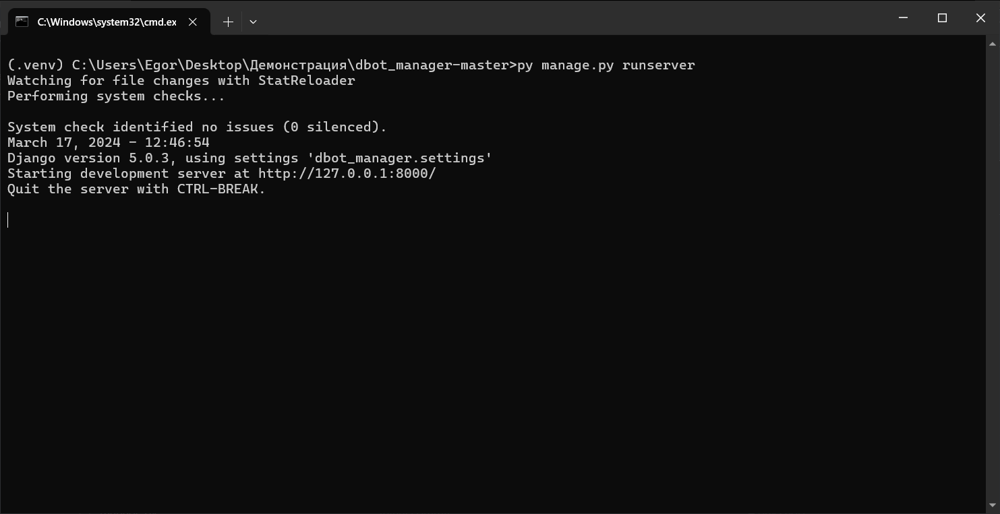 C:\Windows\system32\cmd.ex
(.venv) C:\Users\Egor\Desktop\Демонстрация\dbot_manager-master>py manage.py runserver
Watching for file changes with StatReloader
Performing system checks...
System check identified no issues (0 silenced).
March 17, 2024 - 12:46:54
Django version 5.0.3, using settings 'dbot_manager.settings'
Starting development server at http://127.0.0.1:8000/
Quit the server with CTRL-BREAK.